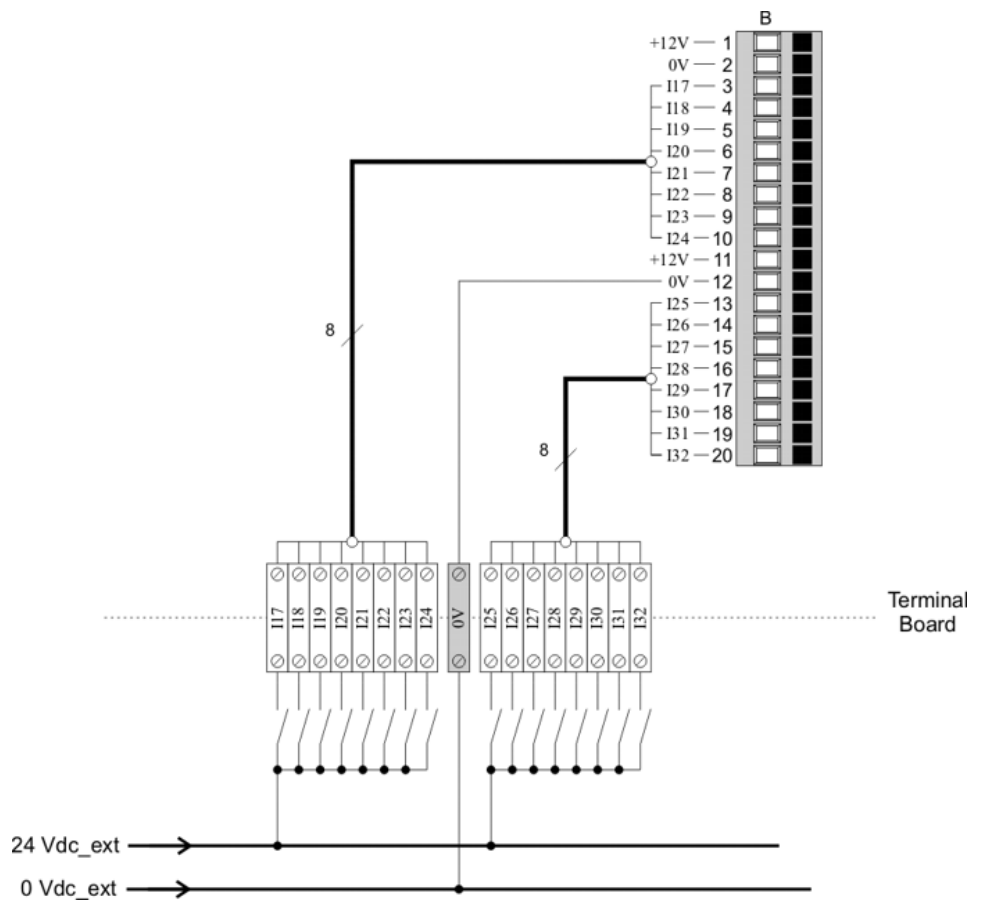 B
+12V 1
0V 2
I17 3
I18 4
I19 5
I20 6
I21 7
I22 8
I23 9
I24 10
+12V 11
0V 12
I25 13
I26 14
I27 15
I28 16
I29 17
I30 18
I31 19
I32 20
8
8
I17 I18 I19 I20 I21 I22 I23 I24 0V I25 I26 I27 I28 I29 I30 I31 I32
Terminal
Board
24 Vdc_ext
0 Vdc_ext